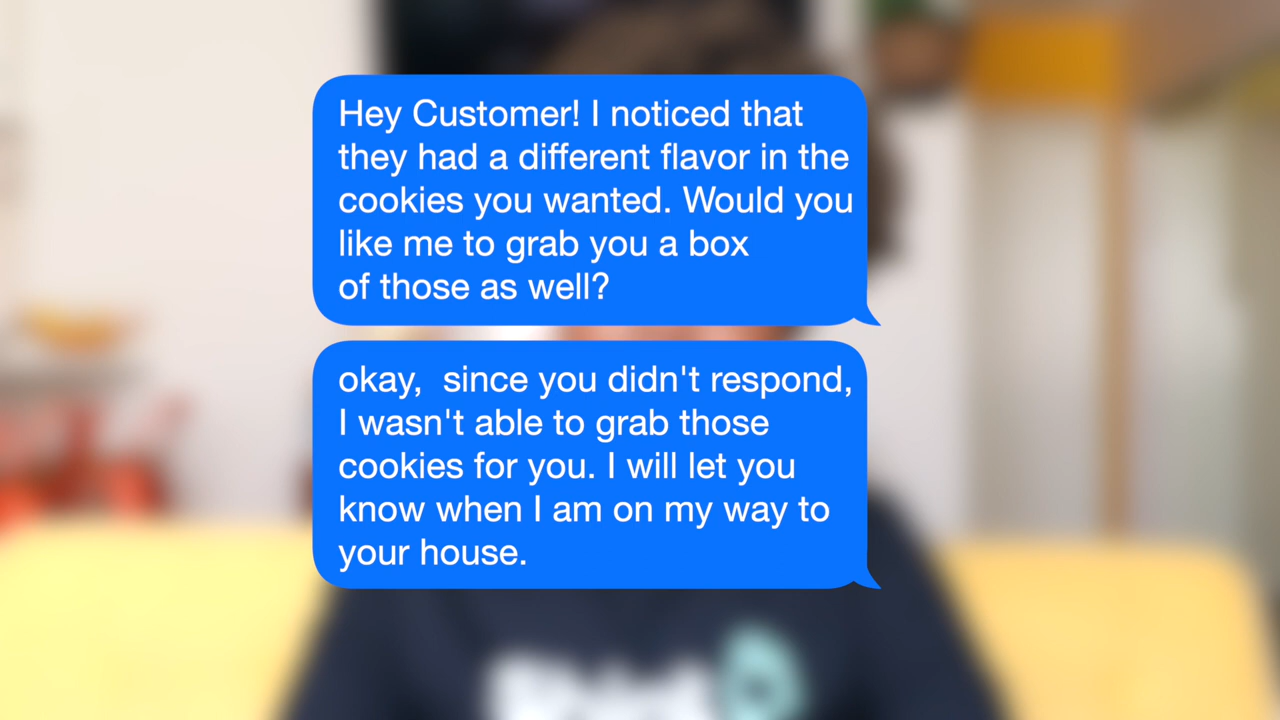 Hey Customer! I noticed that
they had a different flavor in the
cookies you wanted. Would you
like me to grab you a box
of those as well?
okay,  since you didn't respond,
I wasn't able to grab those
cookies for you. I will let you
know when I am on my way to
your house.